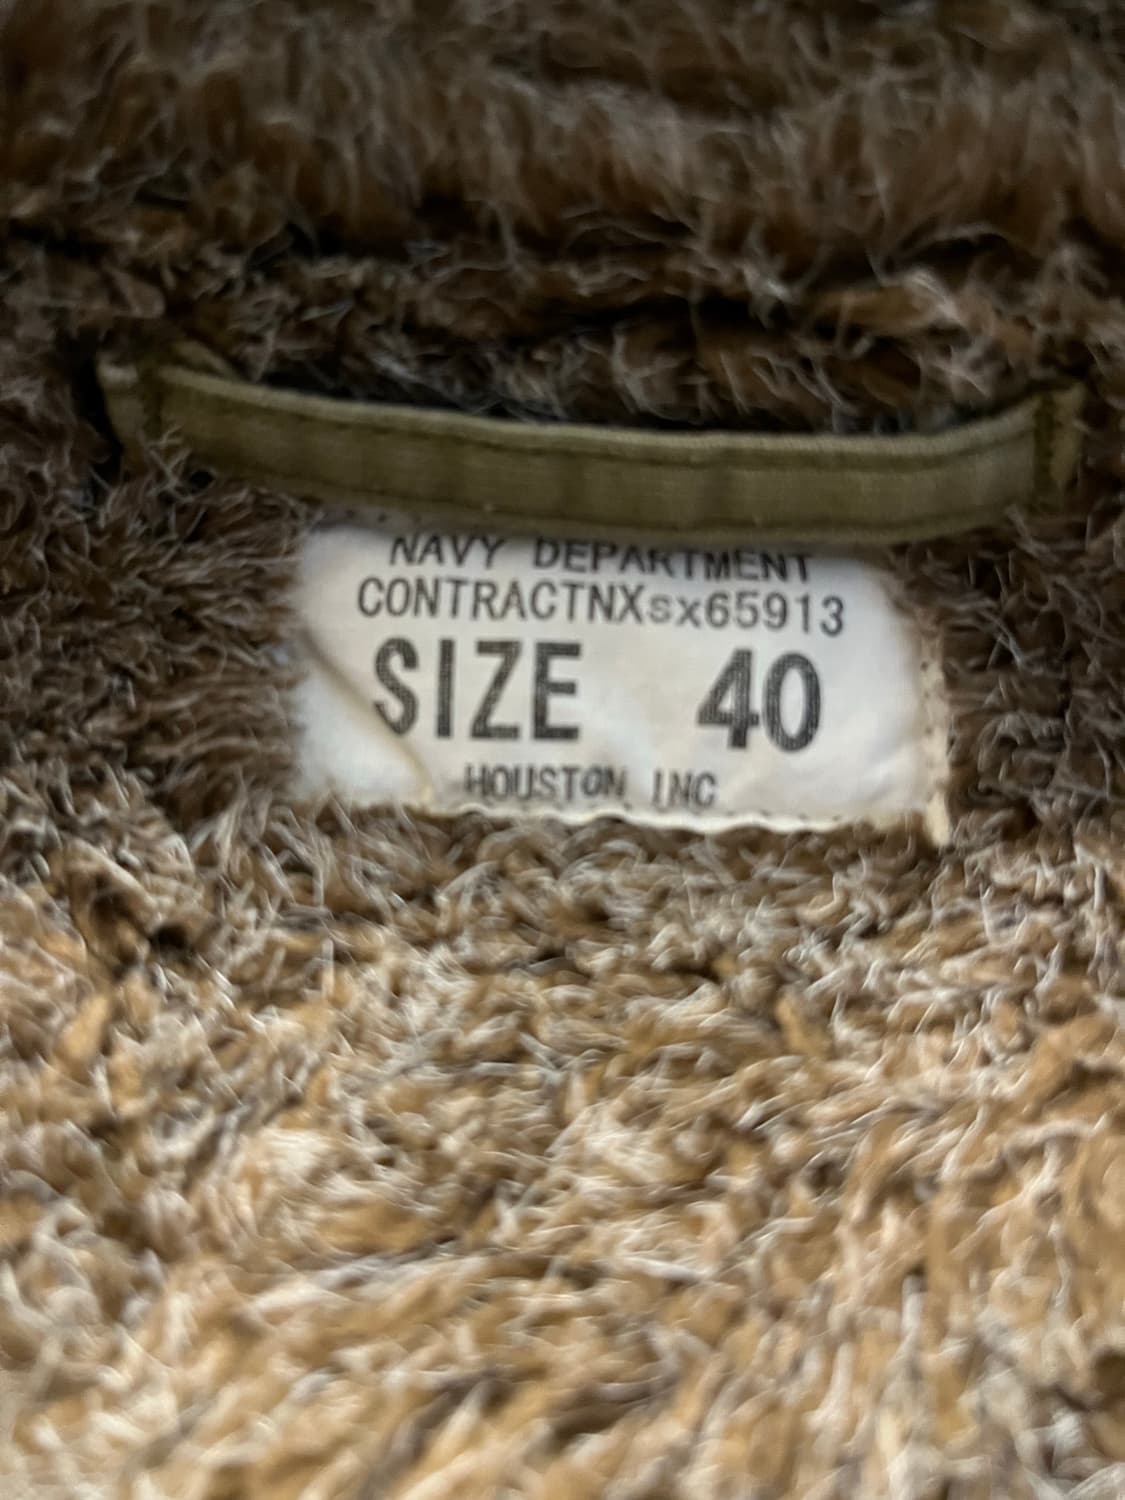 NAVY DEPARTMENT
CONTRACTNXsx65913
SIZE 40
HOUSTON, INC